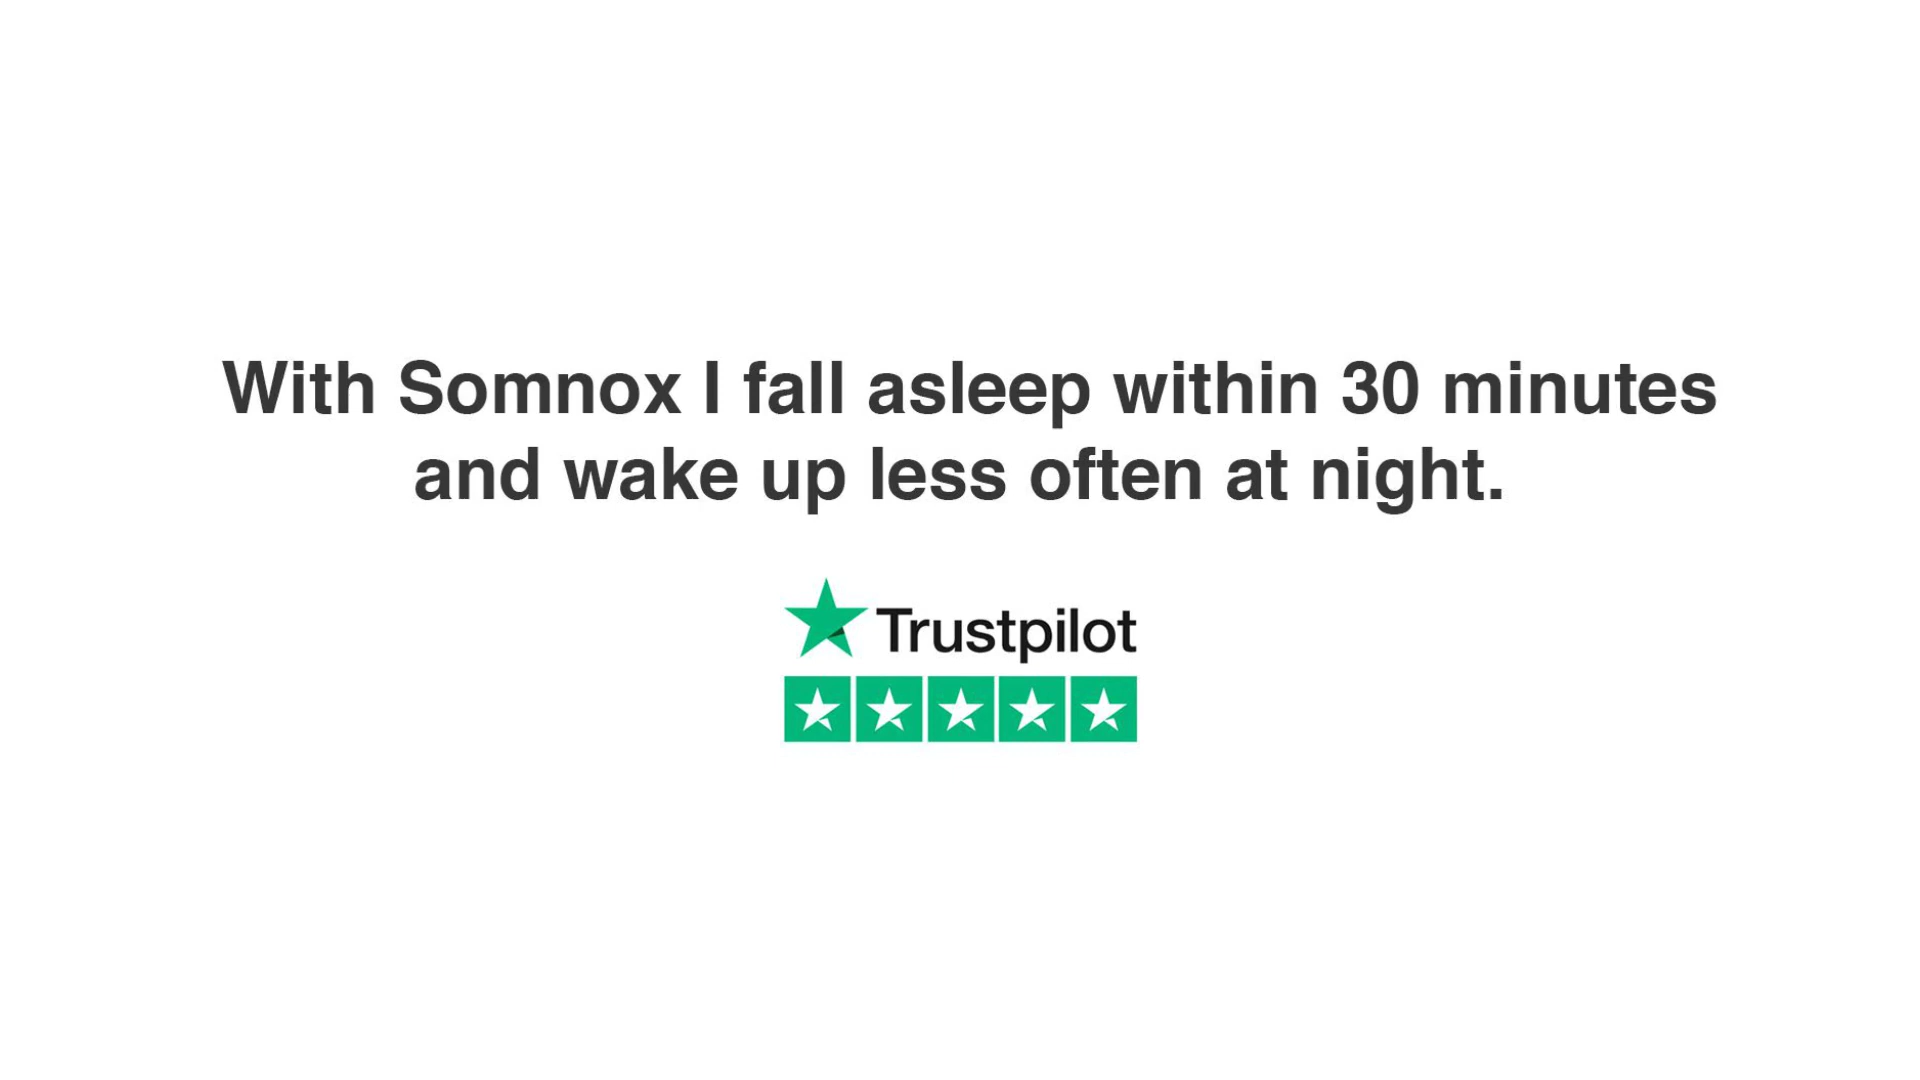 With Somnox I fall asleep within 30 minutes
and wake up less often at night.
Trustpilot